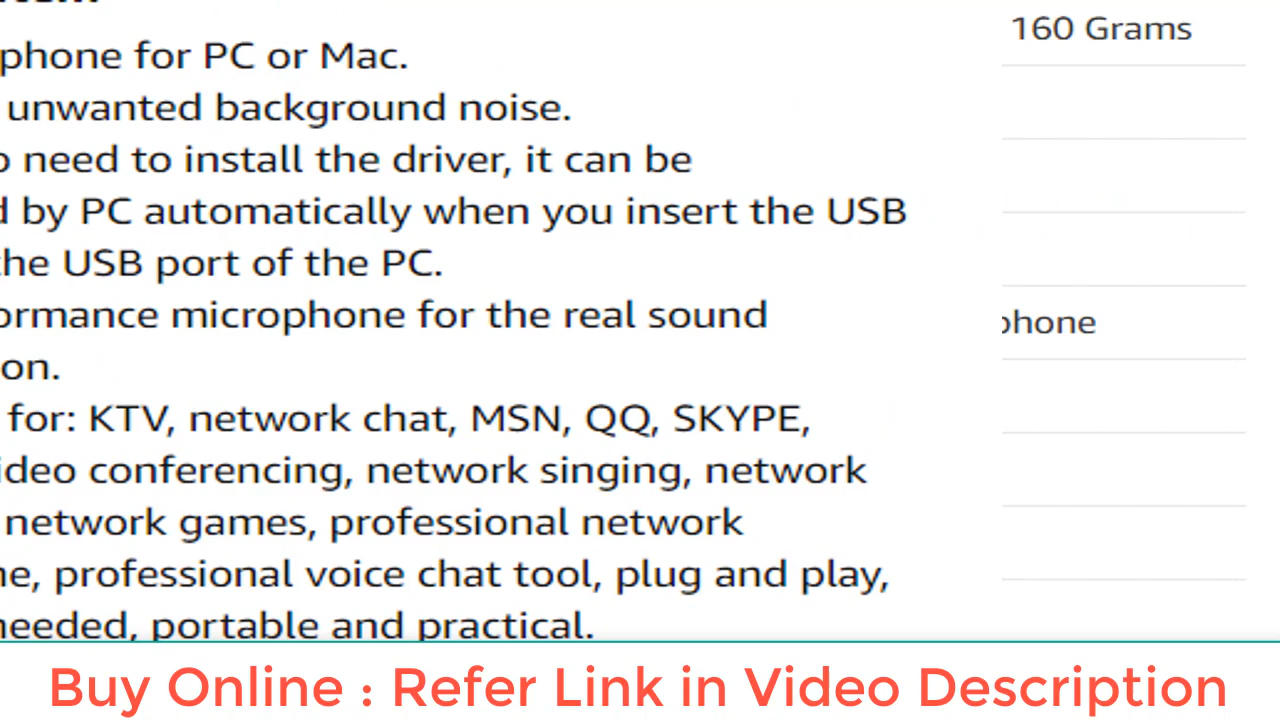 phone for PC or Mac.
unwanted background noise.
need to install the driver, it can be
by PC automatically when you insert the USB
the USB port of the PC.
ormance microphone for the real sound
on.
for: KTV, network chat, MSN, QQ, SKYPE,
ideo conferencing, network singing, network
network games, professional network
ne, professional voice chat tool, plug and play,
needed, portable and practical.
160 Grams
phone
Buy Online : Refer Link in Video Description